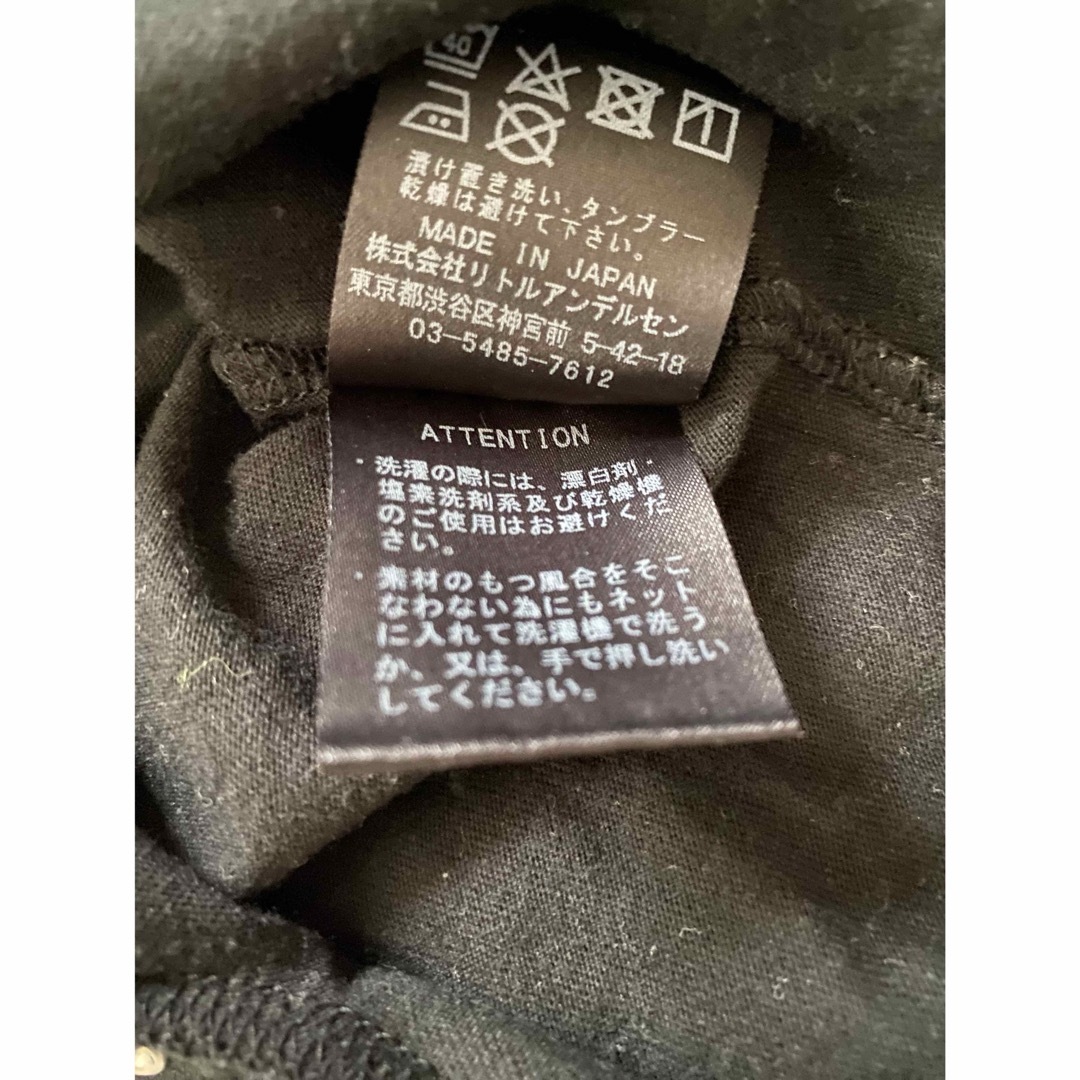 40
漬け置き洗い、タンブラー
乾燥は避けて下さい。
MADE IN JAPAN
株式会社リトルアンデルセン
東京都渋谷区神宮前 5-42-18
03-5485-7612
ATTENTION
・洗濯の際には、漂白剤・
塩素洗剤系及び乾燥機
のご使用はお避けくだ
さい。
・素材のもつ風合をそこ
なわない為にもネット
に入れて洗濯機で洗う
か、又は、手で押し洗い
してください。